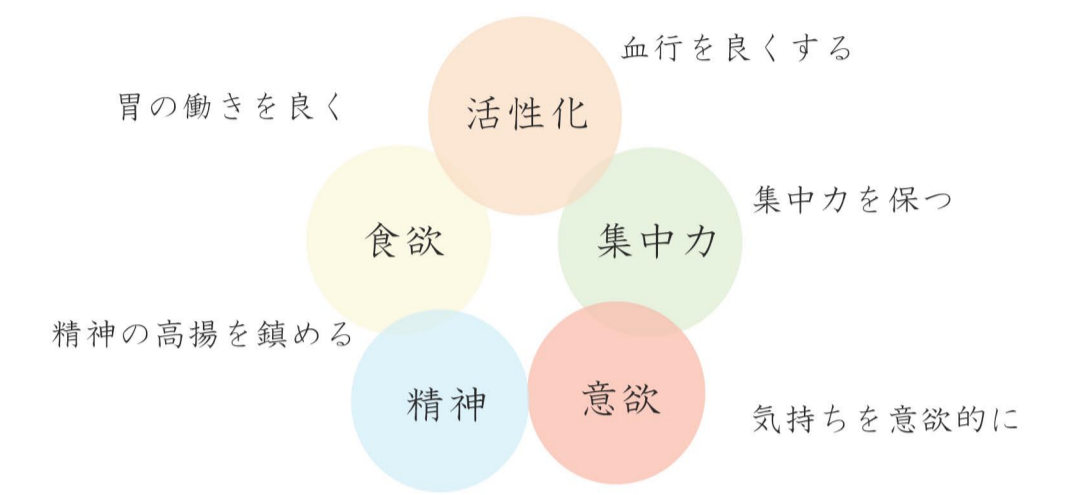 血行を良くする
活性化
胃の働きを良く
集中力を保つ
食欲
集中力
精神の高揚を鎮める
精神
意欲
気持ちを意欲的に